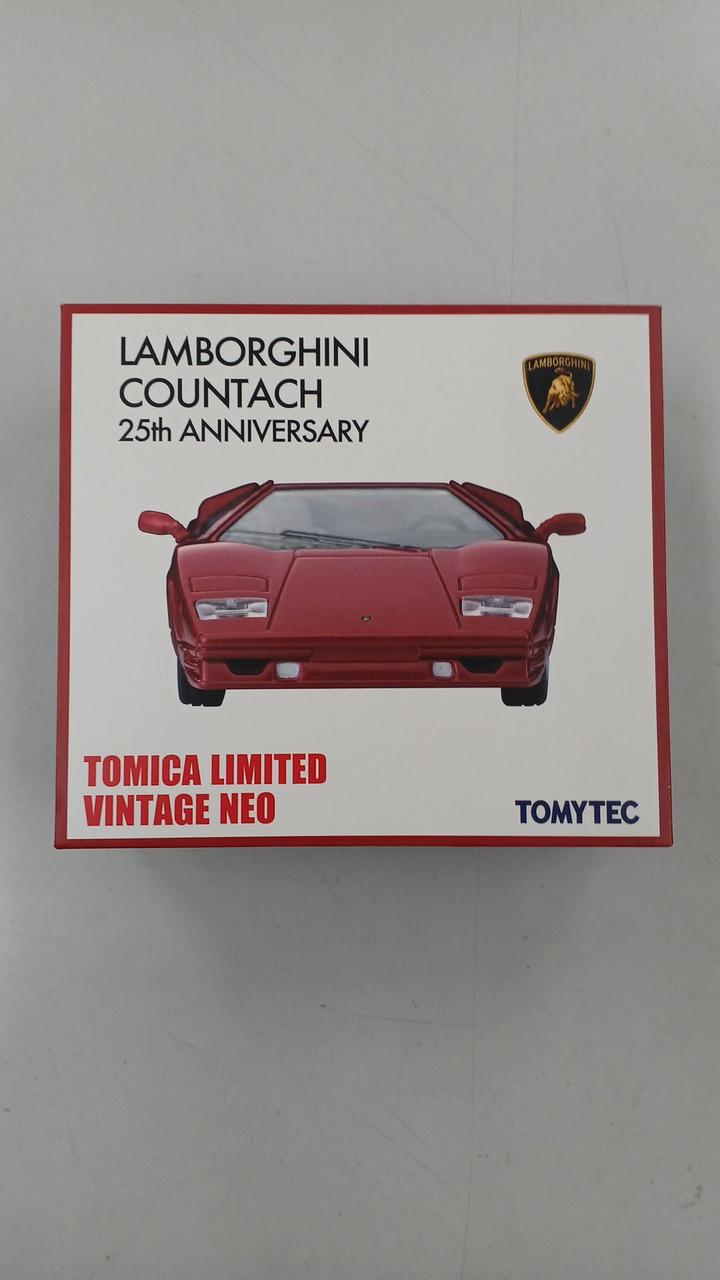 LAMBORGHINI
COUNTACH
25th ANNIVERSARY
LAMBORGHINI
TOMICA LIMITED
VINTAGE NEO
TOMYTEC